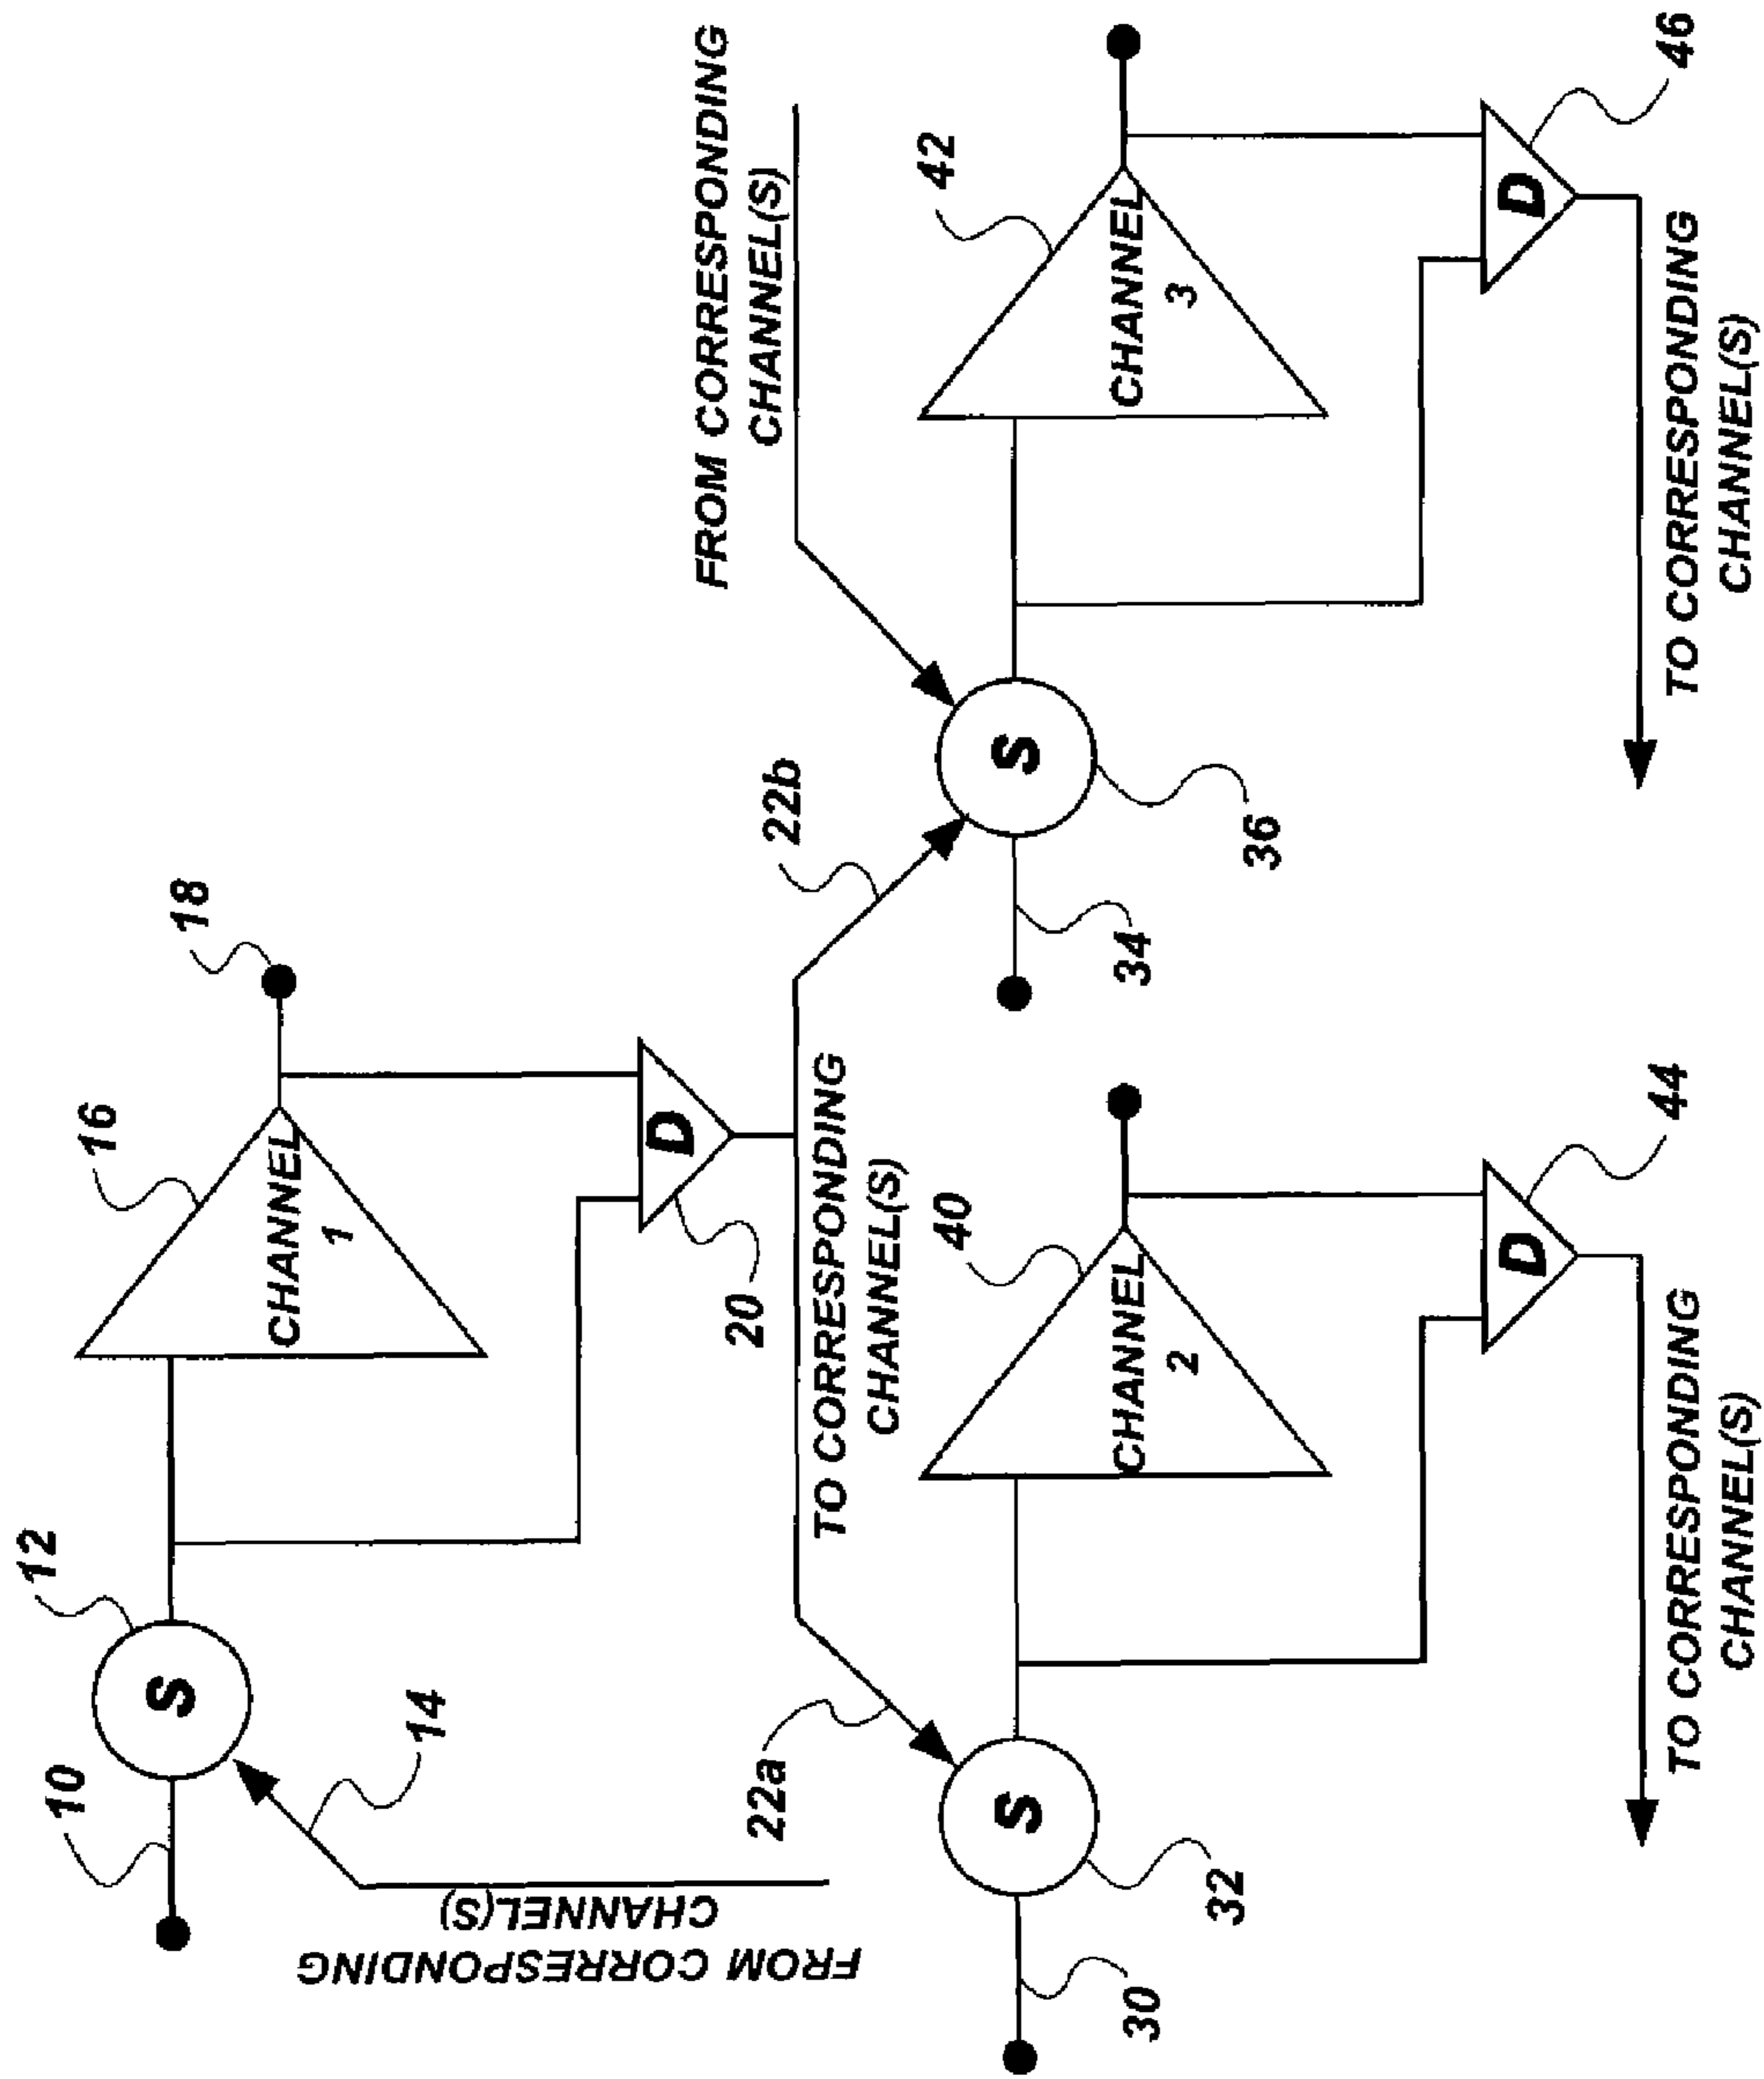 FROM CORRESPONDING
CHANNEL(S)
10
S
12
14
16
CHANNEL
1
18
D
20
TO CORRESPONDING
CHANNEL(S)
22a
22b
FROM CORRESPONDING
CHANNEL(S)
30
S
32
40
CHANNEL
2
D
44
TO CORRESPONDING
CHANNEL(S)
34
S
36
42
CHANNEL
3
D
46
TO CORRESPONDING
CHANNEL(S)